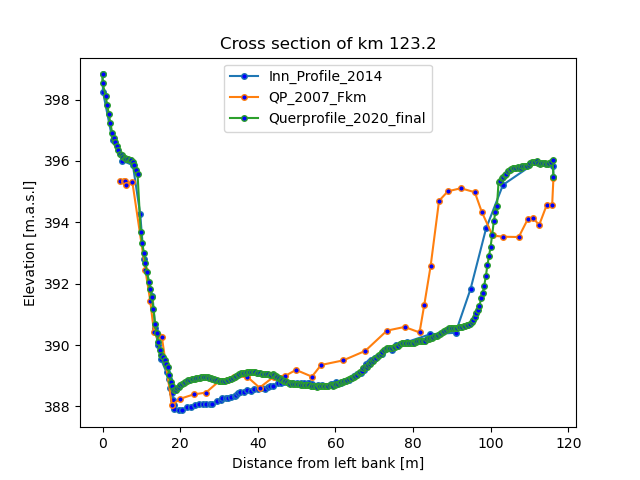 Cross section of km 123.2
Inn_Profile_2014
QP_2007_Fkm
Querprofile_2020_final
Elevation [m.a.s.l]
398
396
394
392
390
388
0 20 40 60 80 100 120
Distance from left bank [m]